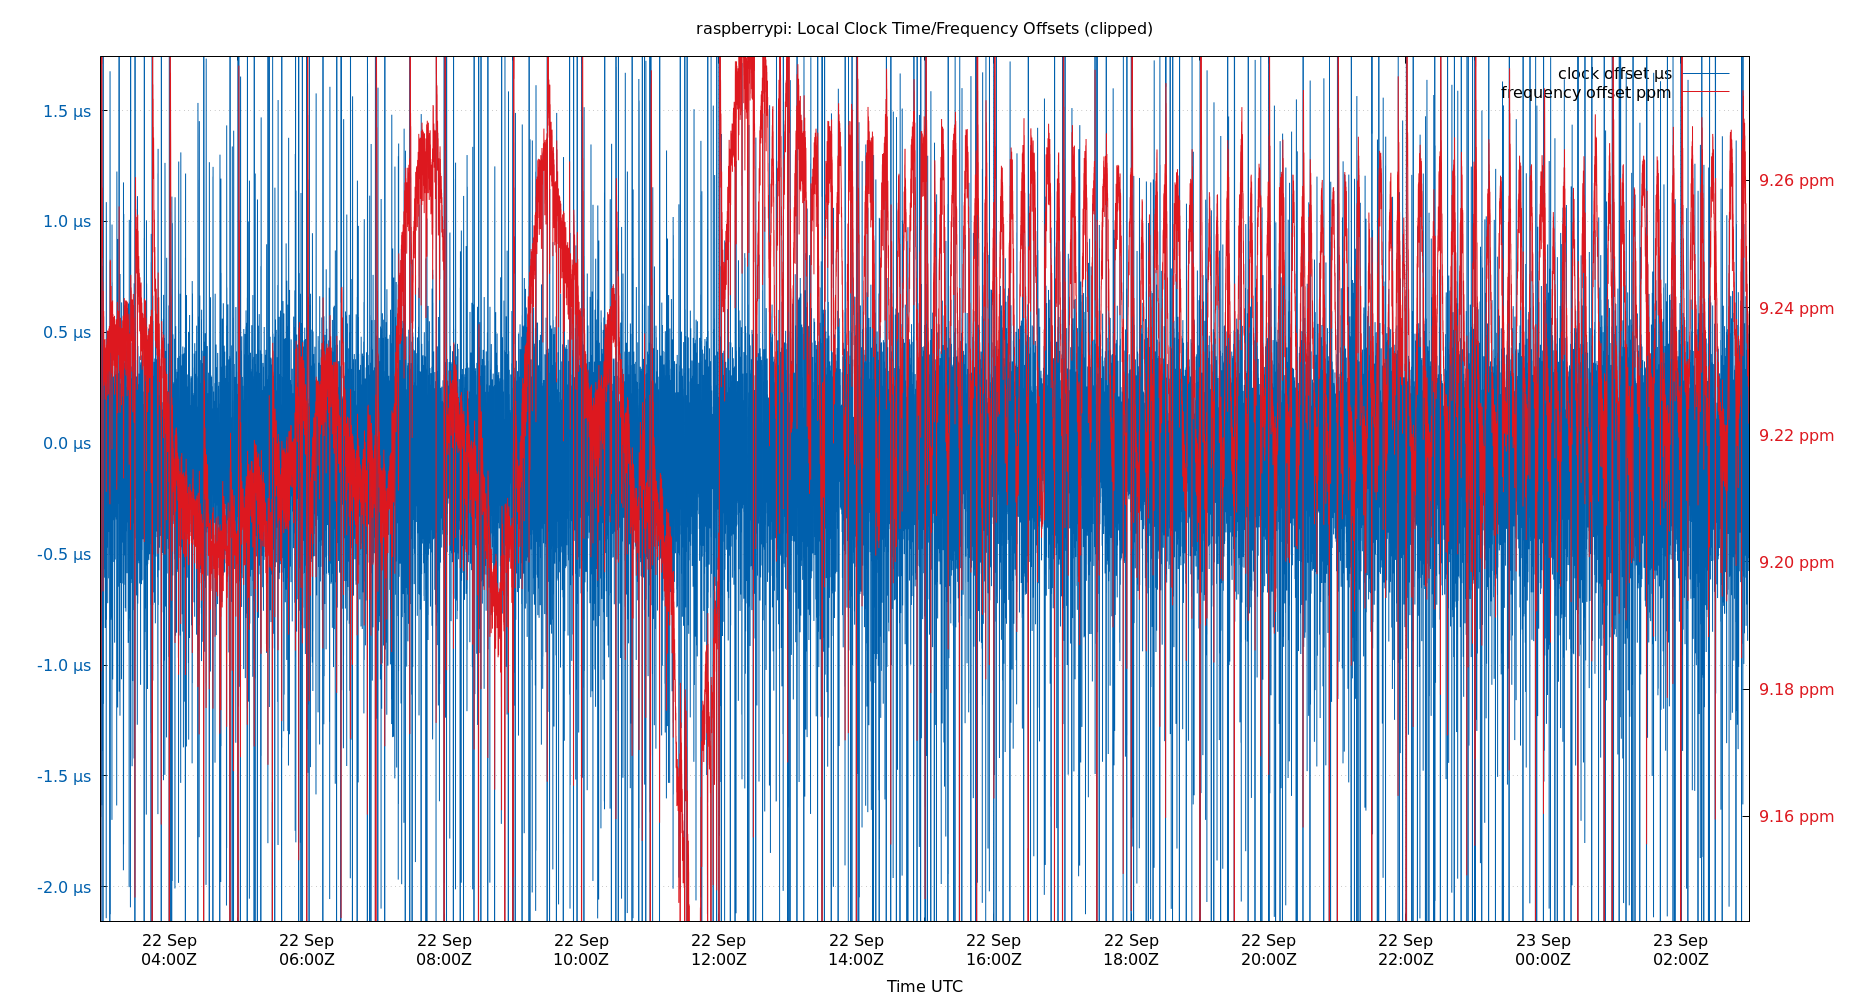 raspberrypi: Local Clock Time/Frequency Offsets (clipped)
clock offset µs
frequency offset ppm
1.5 µs
1.0 µs
0.5 µs
0.0 µs
-0.5 µs
-1.0 µs
-1.5 µs
-2.0 µs
9.26 ppm
9.24 ppm
9.22 ppm
9.20 ppm
9.18 ppm
9.16 ppm
22 Sep 22 Sep 22 Sep 22 Sep 22 Sep 22 Sep 22 Sep 22 Sep 22 Sep 22 Sep 23 Sep 23 Sep
04:00Z 06:00Z 08:00Z 10:00Z 12:00Z 14:00Z 16:00Z 18:00Z 20:00Z 22:00Z 00:00Z 02:00Z
Time UTC